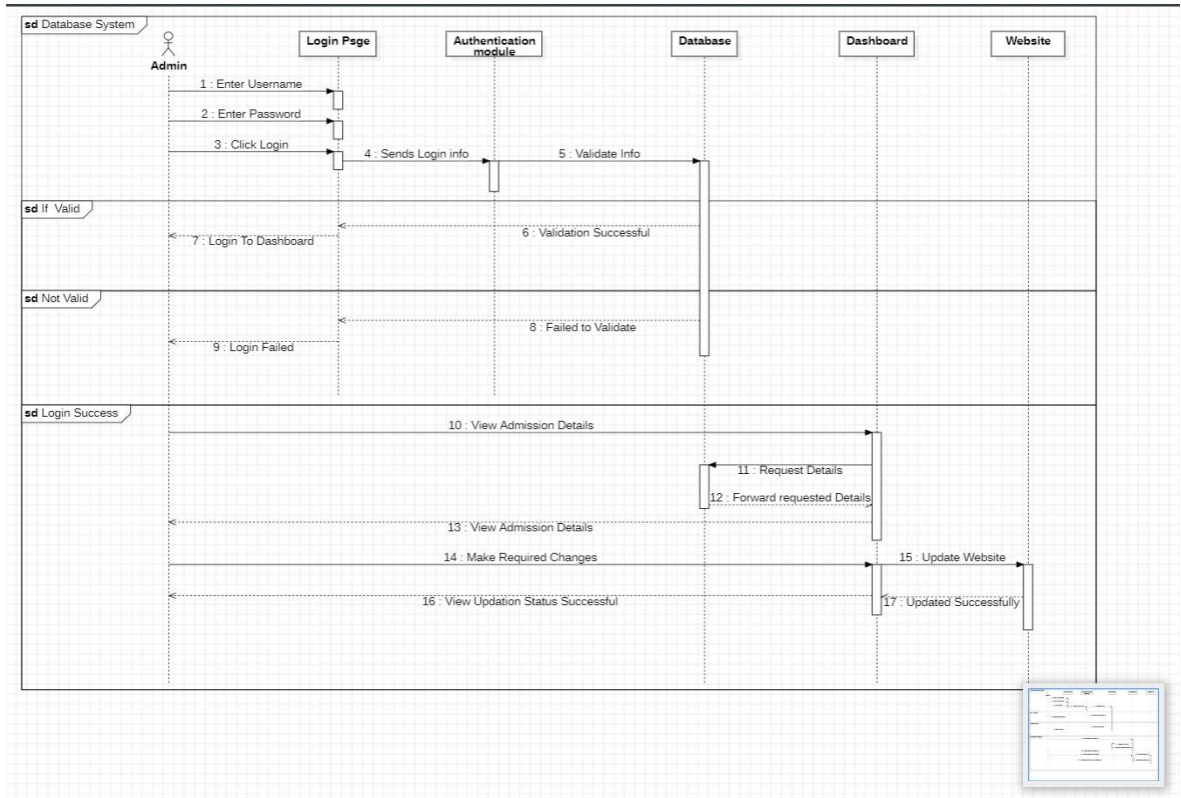 sd Database System
Admin
Login Psge
Authentication
module
Database
Dashboard
Website
1 : Enter Username
2 : Enter Password
3 : Click Login
4 : Sends Login info
5 : Validate Info
sd If Valid
6 : Validation Successful
7 : Login To Dashboard
sd Not Valid
8 : Failed to Validate
9 : Login Failed
sd Login Success
10 : View Admission Details
11 : Request Details
12 : Forward requested Details
13 : View Admission Details
14 : Make Required Changes
15 : Update Website
16 : View Updation Status Successful
17 : Updated Successfully